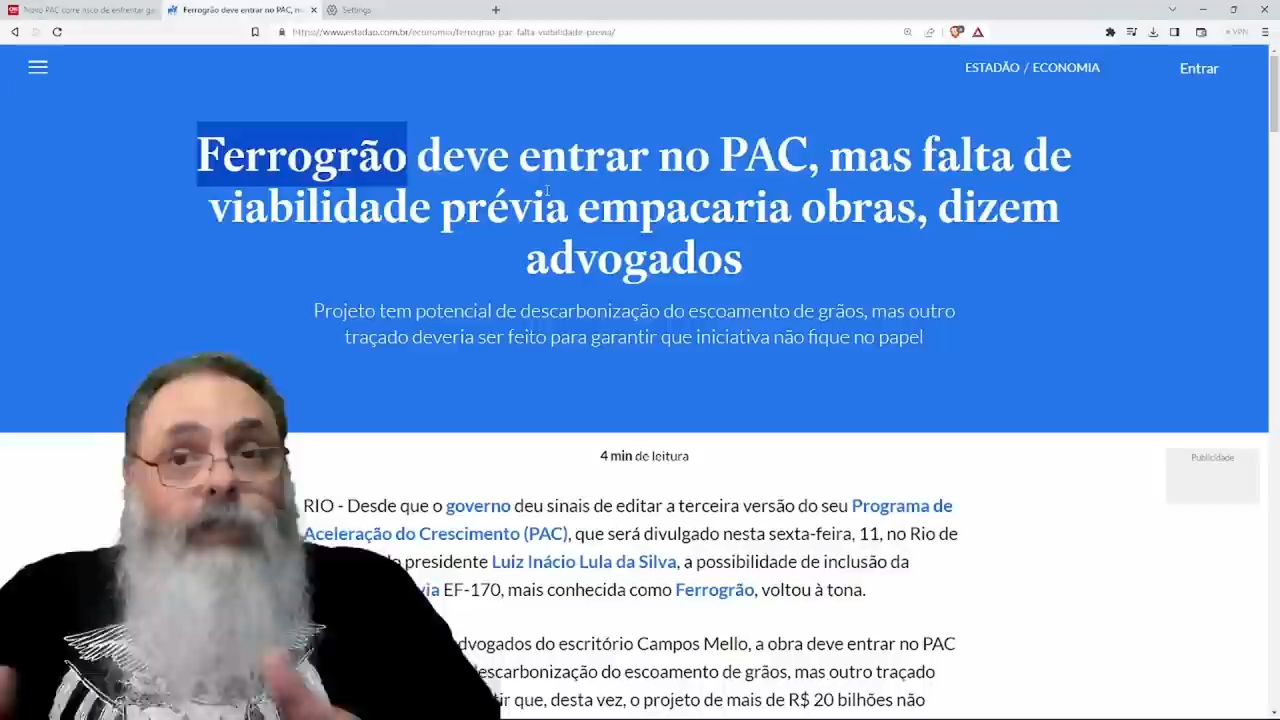 Novo PAC corre risco de enfrentar ga
Ferrogrão deve entrar no PAC, m
Settings
https://www.estadao.com.br/economia/ferrograo-pac-falta-viabilidade-previa/
VPN
ESTADÃO / ECONOMIA
Entrar
Ferrogrão deve entrar no PAC, mas falta de
viabilidade prévia empacaria obras, dizem
advogados
Projeto tem potencial de descarbonização do escoamento de grãos, mas outro
traçado deveria ser feito para garantir que iniciativa não fique no papel
4 min de leitura
Publicidade
RIO - Desde que o governo deu sinais de editar a terceira versão do seu Programa de
Aceleração do Crescimento (PAC), que será divulgado nesta sexta-feira, 11, no Rio de
presidente Luiz Inácio Lula da Silva, a possibilidade de inclusão da
via EF-170, mais conhecida como Ferrogrão, voltou à tona.
dvogados do escritório Campos Mello, a obra deve entrar no PAC
escarbonização do escoamento de grãos, mas outro traçado
tir que, desta vez, o projeto de mais de R$ 20 bilhões não